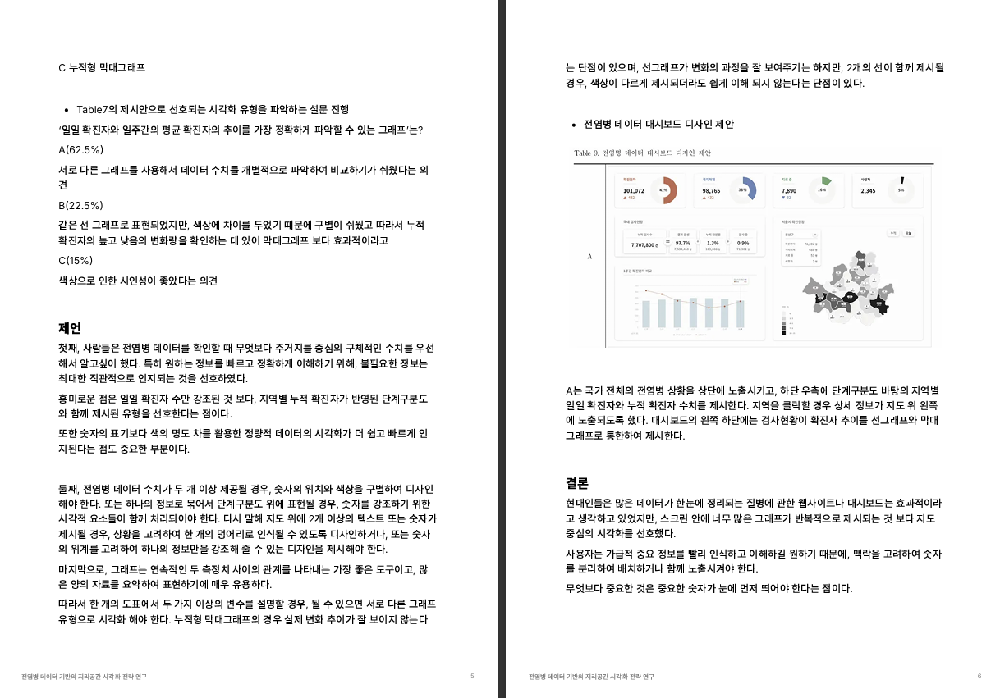 C 누적형 막대그래프
• Table7의 제시안으로 선호되는 시각화 유형을 파악하는 설문 진행
‘일일 확진자와 일주간의 평균 확진자의 추이를 가장 정확하게 파악할 수 있는 그래프’는?
A(62.5%)
서로 다른 그래프를 사용해서 데이터 수치를 개별적으로 파악하여 비교하기가 쉬웠다는 의
견
B(22.5%)
같은 선 그래프로 표현되었지만, 색상에 차이를 두었기 때문에 구별이 쉬웠고 따라서 누적
확진자의 높고 낮음의 변화량을 확인하는 데 있어 막대그래프 보다 효과적이라고
C(15%)
색상으로 인한 시인성이 좋았다는 의견
제언
첫째, 사람들은 전염병 데이터를 확인할 때 무엇보다 주거지를 중심의 구체적인 수치를 우선
해서 알고싶어 했다. 특히 원하는 정보를 빠르고 정확하게 이해하기 위해, 불필요한 정보는
최대한 직관적으로 인지되는 것을 선호하였다.
흥미로운 점은 일일 확진자 수만 강조된 것 보다, 지역별 누적 확진자가 반영된 단계구분도
와 함께 제시된 유형을 선호한다는 점이다.
또한 숫자의 표기보다 색의 명도 차를 활용한 정량적 데이터의 시각화가 더 쉽고 빠르게 인
지된다는 점도 중요한 부분이다.
둘째, 전염병 데이터 수치가 두 개 이상 제공될 경우, 숫자의 위치와 색상을 구별하여 디자인
해야 한다. 또는 하나의 정보로 묶어서 단계구분도 위에 표현될 경우, 숫자를 강조하기 위한
시각적 요소들이 함께 처리되어야 한다. 다시 말해 지도 위에 2개 이상의 텍스트 또는 숫자가
제시될 경우, 상황을 고려하여 한 개의 덩어리로 인식될 수 있도록 디자인하거나, 또는 숫자
의 위계를 고려하여 하나의 정보만을 강조해 줄 수 있는 디자인을 제시해야 한다.
마지막으로, 그래프는 연속적인 두 측정치 사이의 관계를 나타내는 가장 좋은 도구이고, 많
은 양의 자료를 요약하여 표현하기에 매우 유용하다.
따라서 한 개의 도표에서 두 가지 이상의 변수를 설명할 경우, 될 수 있으면 서로 다른 그래프
유형으로 시각화 해야 한다. 누적형 막대그래프의 경우 실제 변화 추이가 잘 보이지 않는다
전염병 데이터 기반의 지리공간 시각화 전략 연구
5
는 단점이 있으며, 선그래프가 변화의 과정을 잘 보여주기는 하지만, 2개의 선이 함께 제시될
경우, 색상이 다르게 제시되더라도 쉽게 이해 되지 않는다는 단점이 있다.
• 전염병 데이터 대시보드 디자인 제안
Table 9. 전염병 데이터 대시보드 디자인 제안
A
확진환자
101,072
▲ 432
41%
격리해제
98,765
▲ 432
38%
치료 중
7,890
▼ 32
16%
사망자
2,345
5%
국내 검사현황
누적 검사수
7,707,800 건
97.7%
1.3%
0.9%
1주간 확진환자 비교
서울시 확진현황
A는 국가 전체의 전염병 상황을 상단에 노출시키고, 하단 우측에 단계구분도 바탕의 지역별
일일 확진자와 누적 확진자 수치를 제시한다. 지역을 클릭할 경우 상세 정보가 지도 위 왼쪽
에 노출되도록 했다. 대시보드의 왼쪽 하단에는 검사현황이 확진자 추이를 선그래프와 막대
그래프로 통한하여 제시한다.
결론
현대인들은 많은 데이터가 한눈에 정리되는 질병에 관한 웹사이트나 대시보드는 효과적이라
고 생각하고 있었지만, 스크린 안에 너무 많은 그래프가 반복적으로 제시되는 것 보다 지도
중심의 시각화를 선호했다.
사용자는 가급적 중요 정보를 빨리 인식하고 이해하길 원하기 때문에, 맥락을 고려하여 숫자
를 분리하여 배치하거나 함께 노출시켜야 한다.
무엇보다 중요한 것은 중요한 숫자가 눈에 먼저 띄어야 한다는 점이다.
전염병 데이터 기반의 지리공간 시각화 전략 연구
6